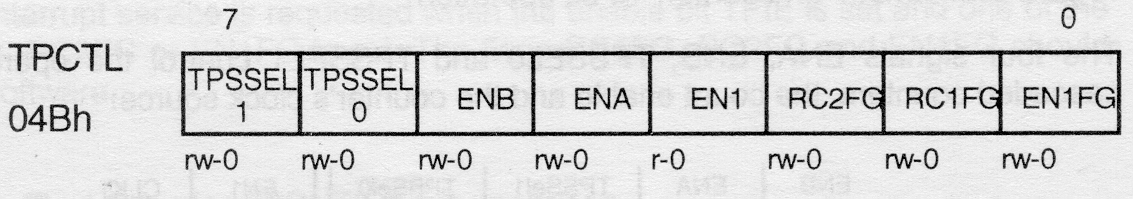 7 0
TPCTL
04Bh
TPSSEL 1 TPSSEL 0 ENB ENA EN1 RC2FG RC1FG EN1FG
rw-0 rw-0 rw-0 rw-0 r-0 rw-0 rw-0 rw-0